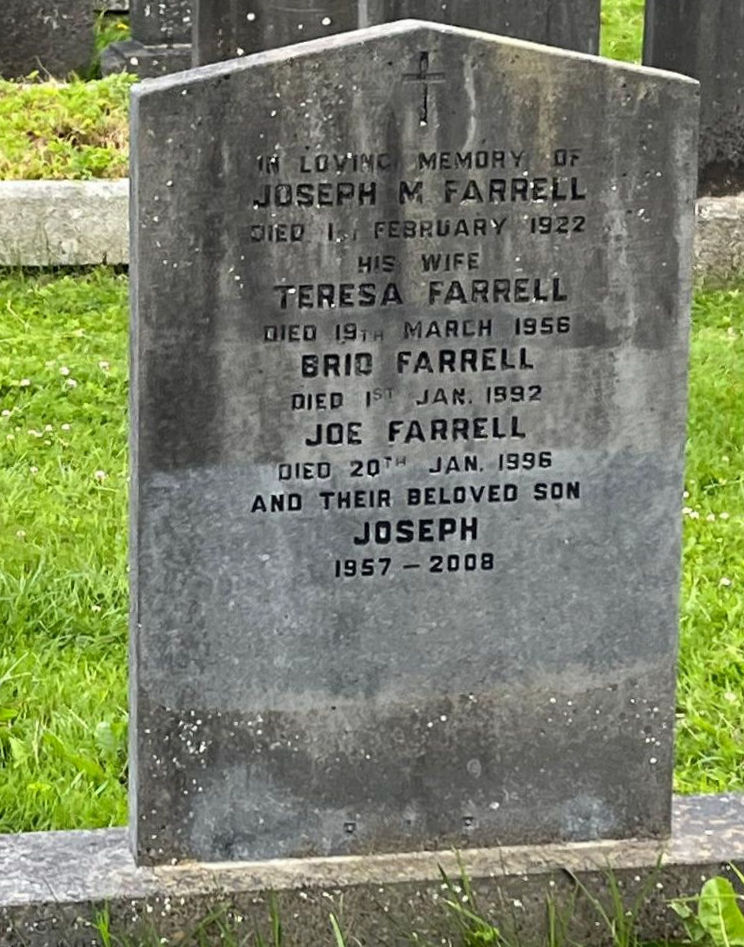 IN LOVING MEMORY OF
JOSEPH M FARRELL
DIED 1ST FEBRUARY 1922
HIS WIFE
TERESA FARRELL
DIED 19TH MARCH 1956
BRID FARRELL
DIED 1ST JAN. 1992
JOE FARRELL
DIED 20TH JAN. 1996
AND THEIR BELOVED SON
JOSEPH
1957 – 2008